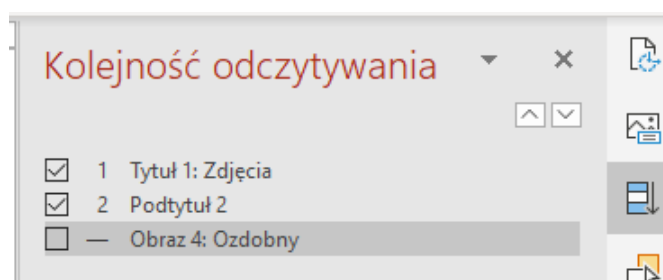 Kolejność odczytywania
1 Tytuł 1: Zdjęcia
2 Podtytuł 2
— Obraz 4: Ozdobny